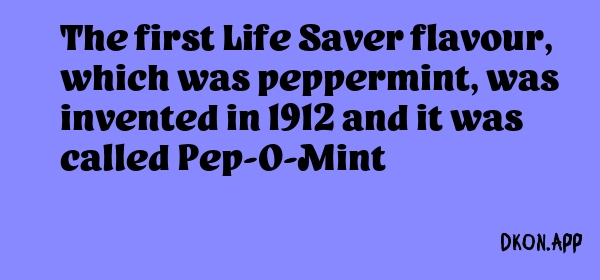 The first Life Saver flavour,
which was peppermint, was
invented in 1912 and it was
called Pep-O-Mint
DKON.APP